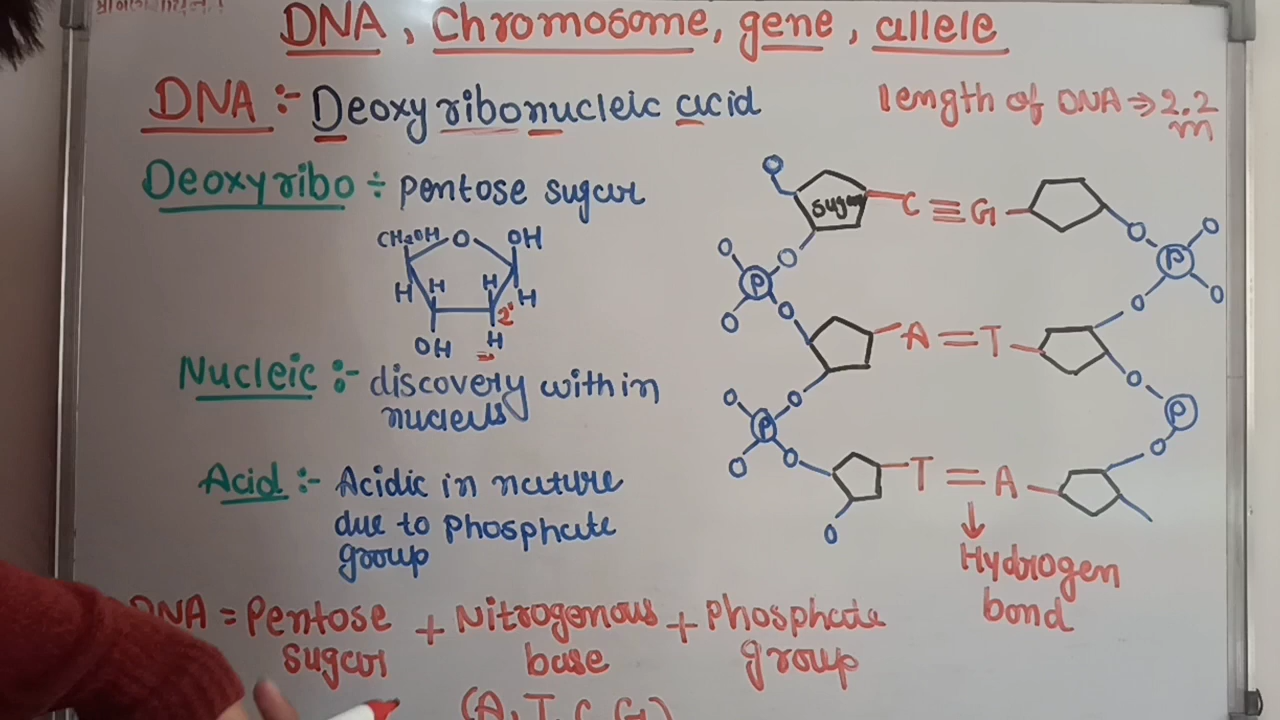 DNA, Chromosome, gene, allele
DNA :- Deoxyribonucleic acid
length of DNA ⇒ 2.2 m
Deoxyribo ÷ pentose sugar
CH₂OH O OH
H H H H
2'
OH H
Nucleic :- discovery within
nucleus
Acid :- Acidic in nature
due to phosphate
group
DNA = Pentose sugar + Nitrogenous base + Phosphate group
(A, T, C, G)
sugar C ≡ G
P P
A = T
P P
T = A
Hydrogen
bond